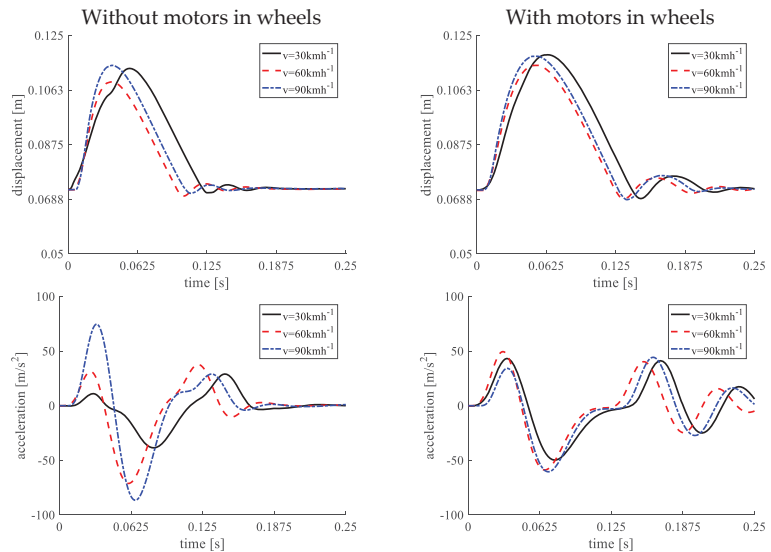 Without motors in wheels
With motors in wheels
displacement [m]
0.125
0.1063
0.0875
0.0688
0.05
v=30kmh⁻¹
v=60kmh⁻¹
v=90kmh⁻¹
0 0.0625 0.125 0.1875 0.25
time [s]
displacement [m]
0.125
0.1063
0.0875
0.0688
0.05
v=30kmh⁻¹
v=60kmh⁻¹
v=90kmh⁻¹
0 0.0625 0.125 0.1875 0.25
time [s]
acceleration [m/s²]
100
50
0
-50
-100
v=30kmh⁻¹
v=60kmh⁻¹
v=90kmh⁻¹
0 0.0625 0.125 0.1875 0.25
time [s]
acceleration [m/s²]
100
50
0
-50
-100
v=30kmh⁻¹
v=60kmh⁻¹
v=90kmh⁻¹
0 0.0625 0.125 0.1875 0.25
time [s]